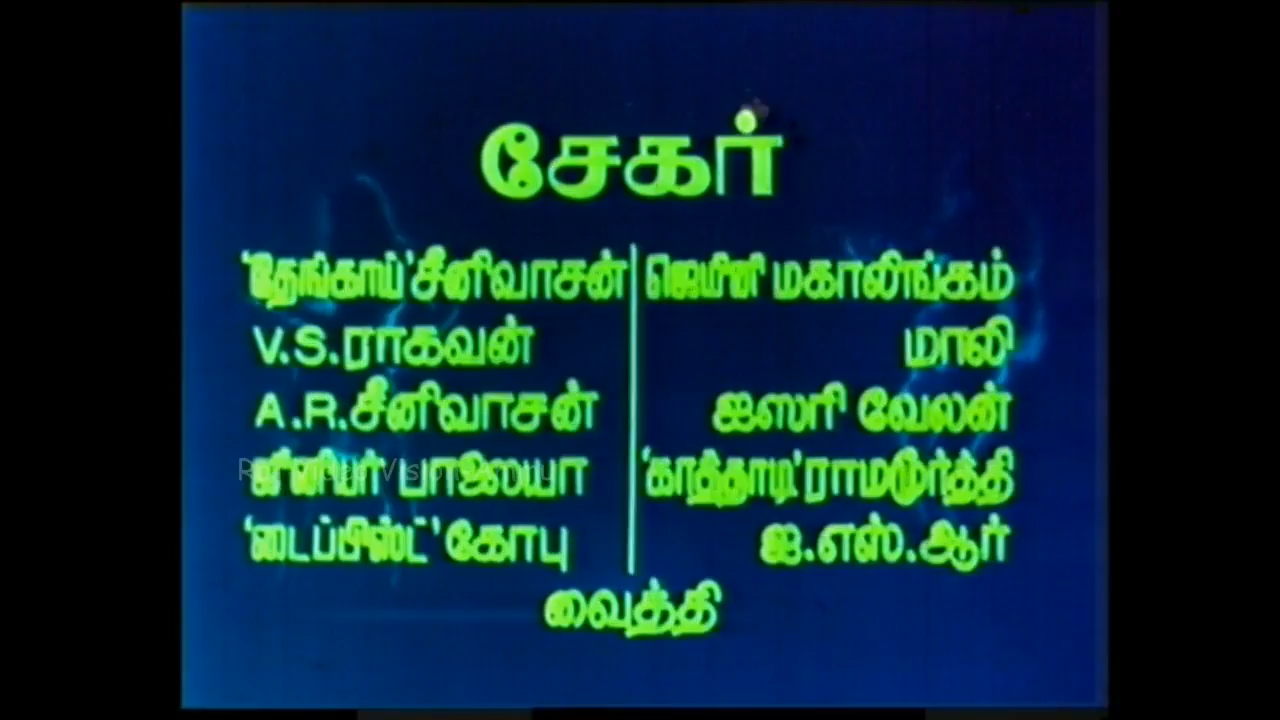 சேகர்
'தேங்காய்' சீனிவாசன்
V.S.ராகவன்
A.R.சீனிவாசன்
ஜூனியர் பாலையா
'டைப்பிஸ்ட்' கோபு
ஜெமினி மகாலிங்கம்
மாலி
ஐஸரி வேலன்
'காத்தாடி' ராமமூர்த்தி
ஐ.எஸ்.ஆர்
வைத்தி